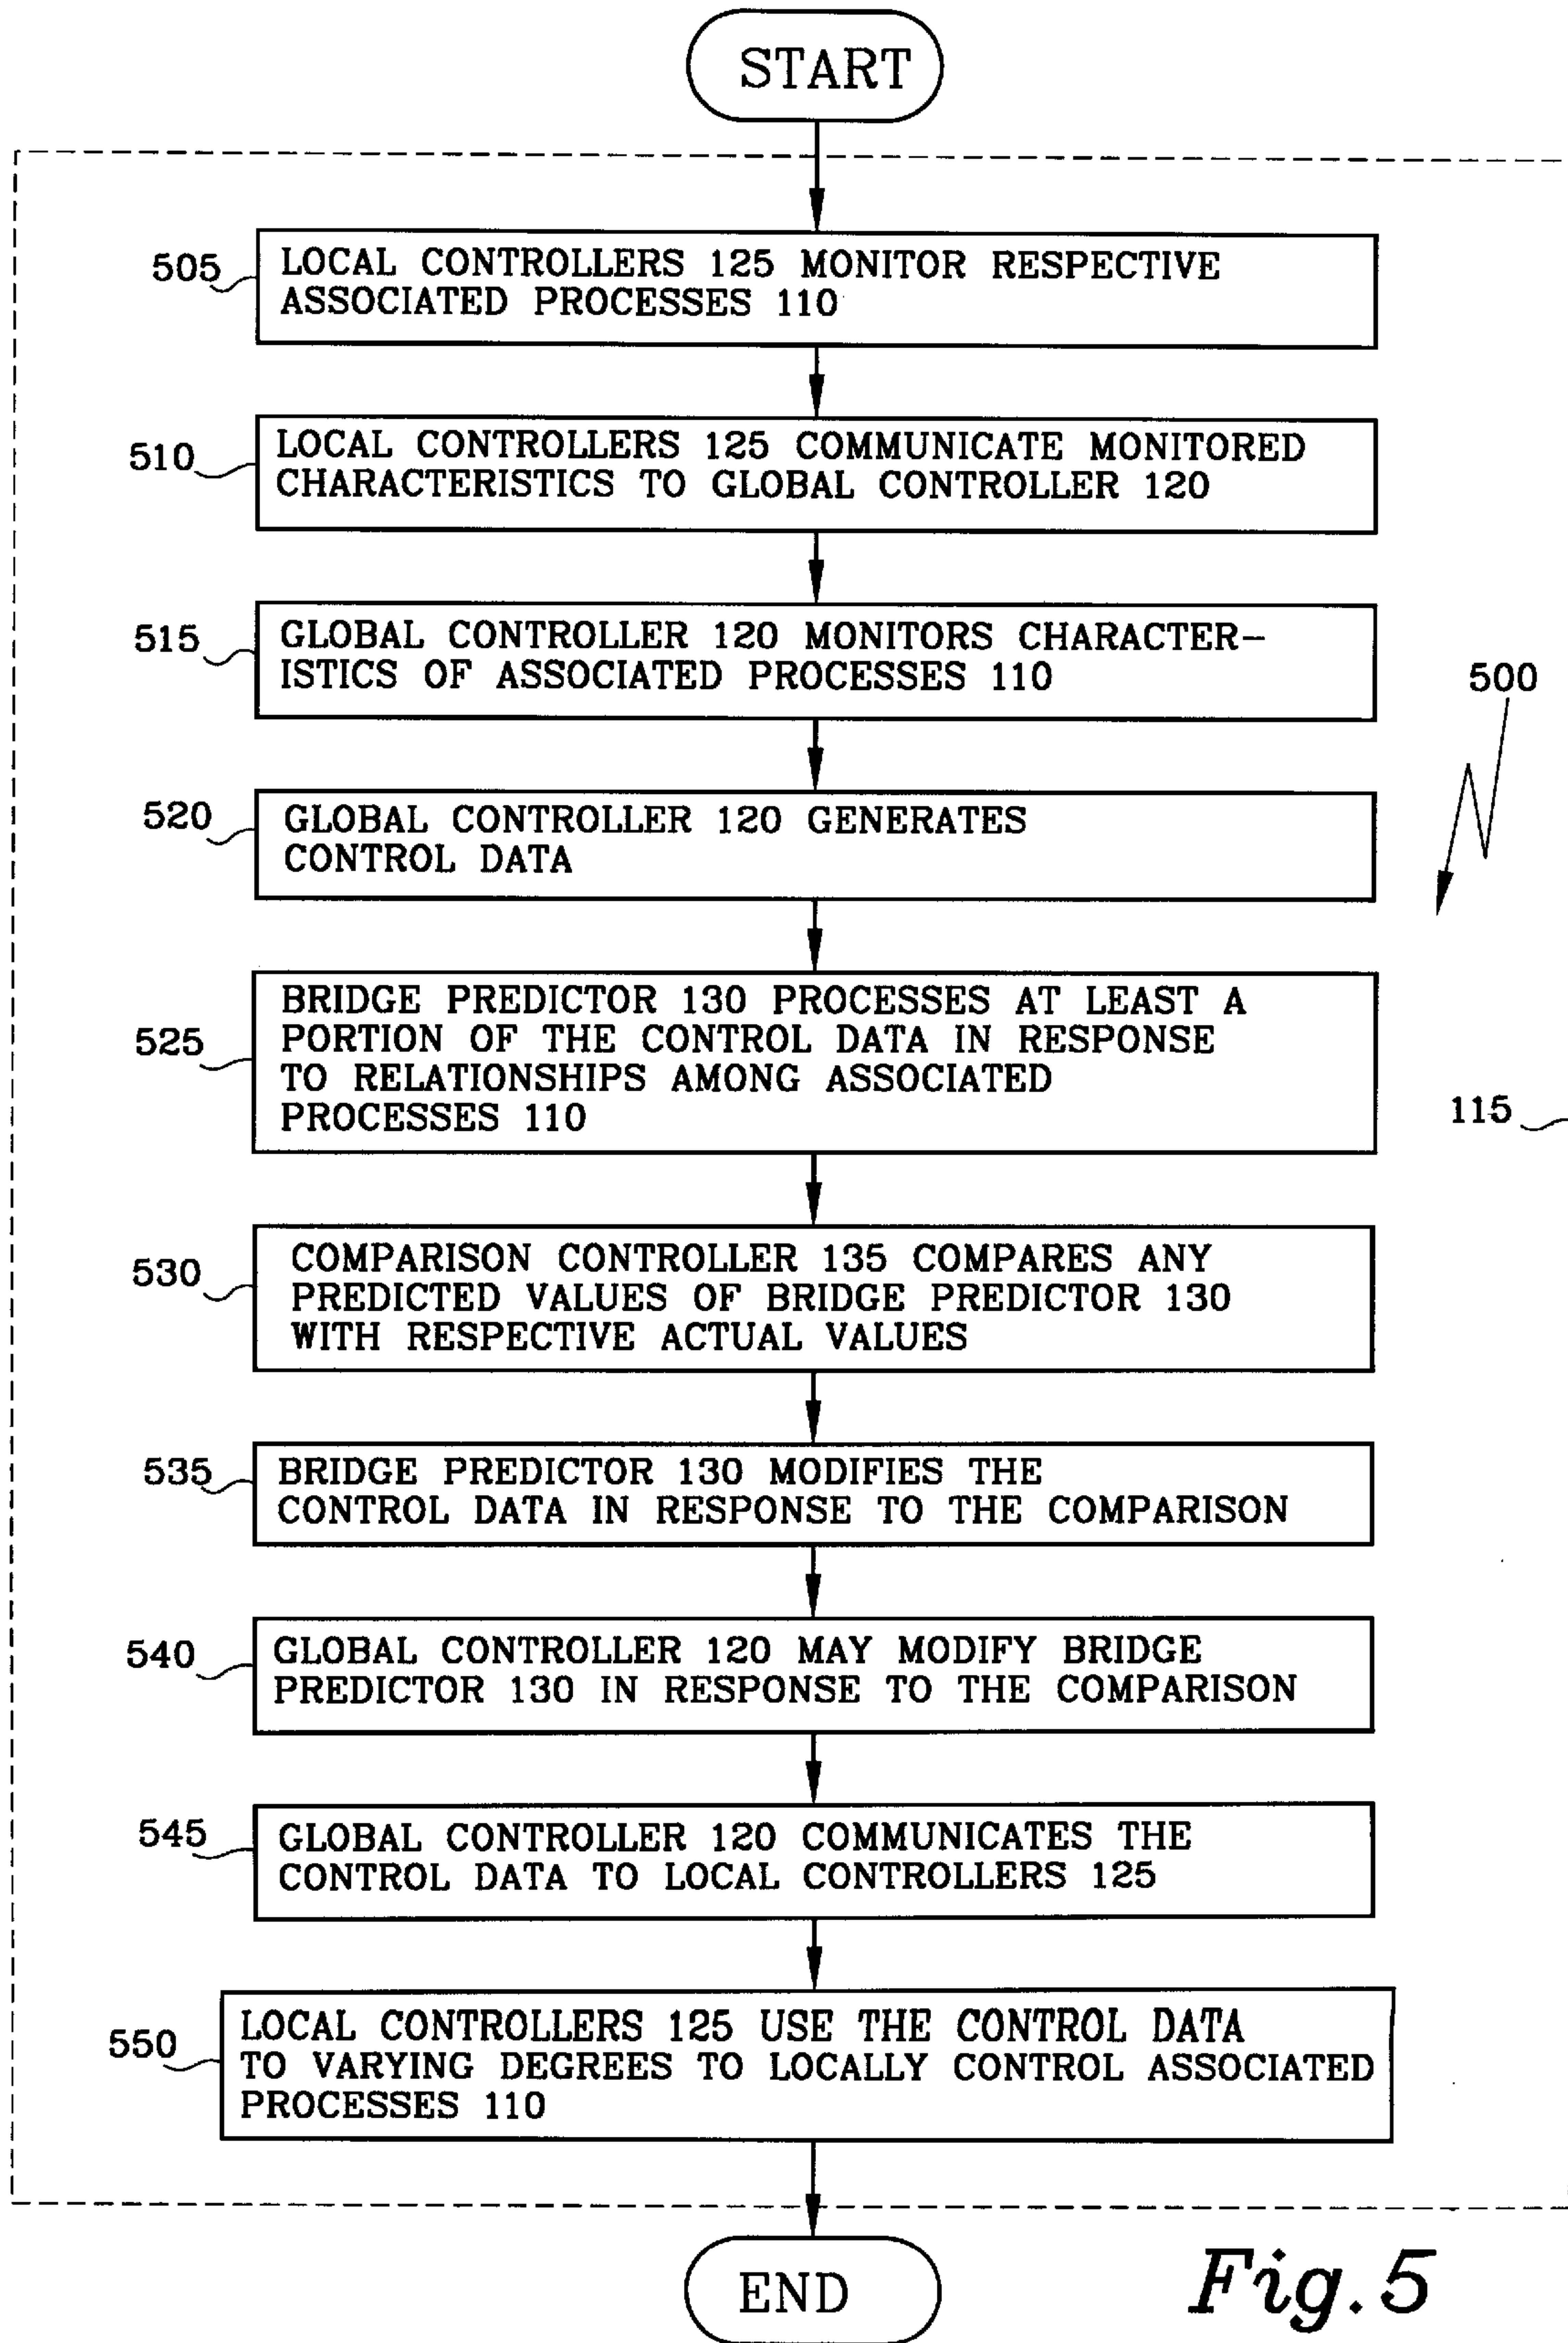 START
505
LOCAL CONTROLLERS 125 MONITOR RESPECTIVE
ASSOCIATED PROCESSES 110
510
LOCAL CONTROLLERS 125 COMMUNICATE MONITORED
CHARACTERISTICS TO GLOBAL CONTROLLER 120
515
GLOBAL CONTROLLER 120 MONITORS CHARACTER-
ISTICS OF ASSOCIATED PROCESSES 110
500
520
GLOBAL CONTROLLER 120 GENERATES
CONTROL DATA
525
BRIDGE PREDICTOR 130 PROCESSES AT LEAST A
PORTION OF THE CONTROL DATA IN RESPONSE
TO RELATIONSHIPS AMONG ASSOCIATED
PROCESSES 110
115
530
COMPARISON CONTROLLER 135 COMPARES ANY
PREDICTED VALUES OF BRIDGE PREDICTOR 130
WITH RESPECTIVE ACTUAL VALUES
535
BRIDGE PREDICTOR 130 MODIFIES THE
CONTROL DATA IN RESPONSE TO THE COMPARISON
540
GLOBAL CONTROLLER 120 MAY MODIFY BRIDGE
PREDICTOR 130 IN RESPONSE TO THE COMPARISON
545
GLOBAL CONTROLLER 120 COMMUNICATES THE
CONTROL DATA TO LOCAL CONTROLLERS 125
550
LOCAL CONTROLLERS 125 USE THE CONTROL DATA
TO VARYING DEGREES TO LOCALLY CONTROL ASSOCIATED
PROCESSES 110
END
Fig. 5